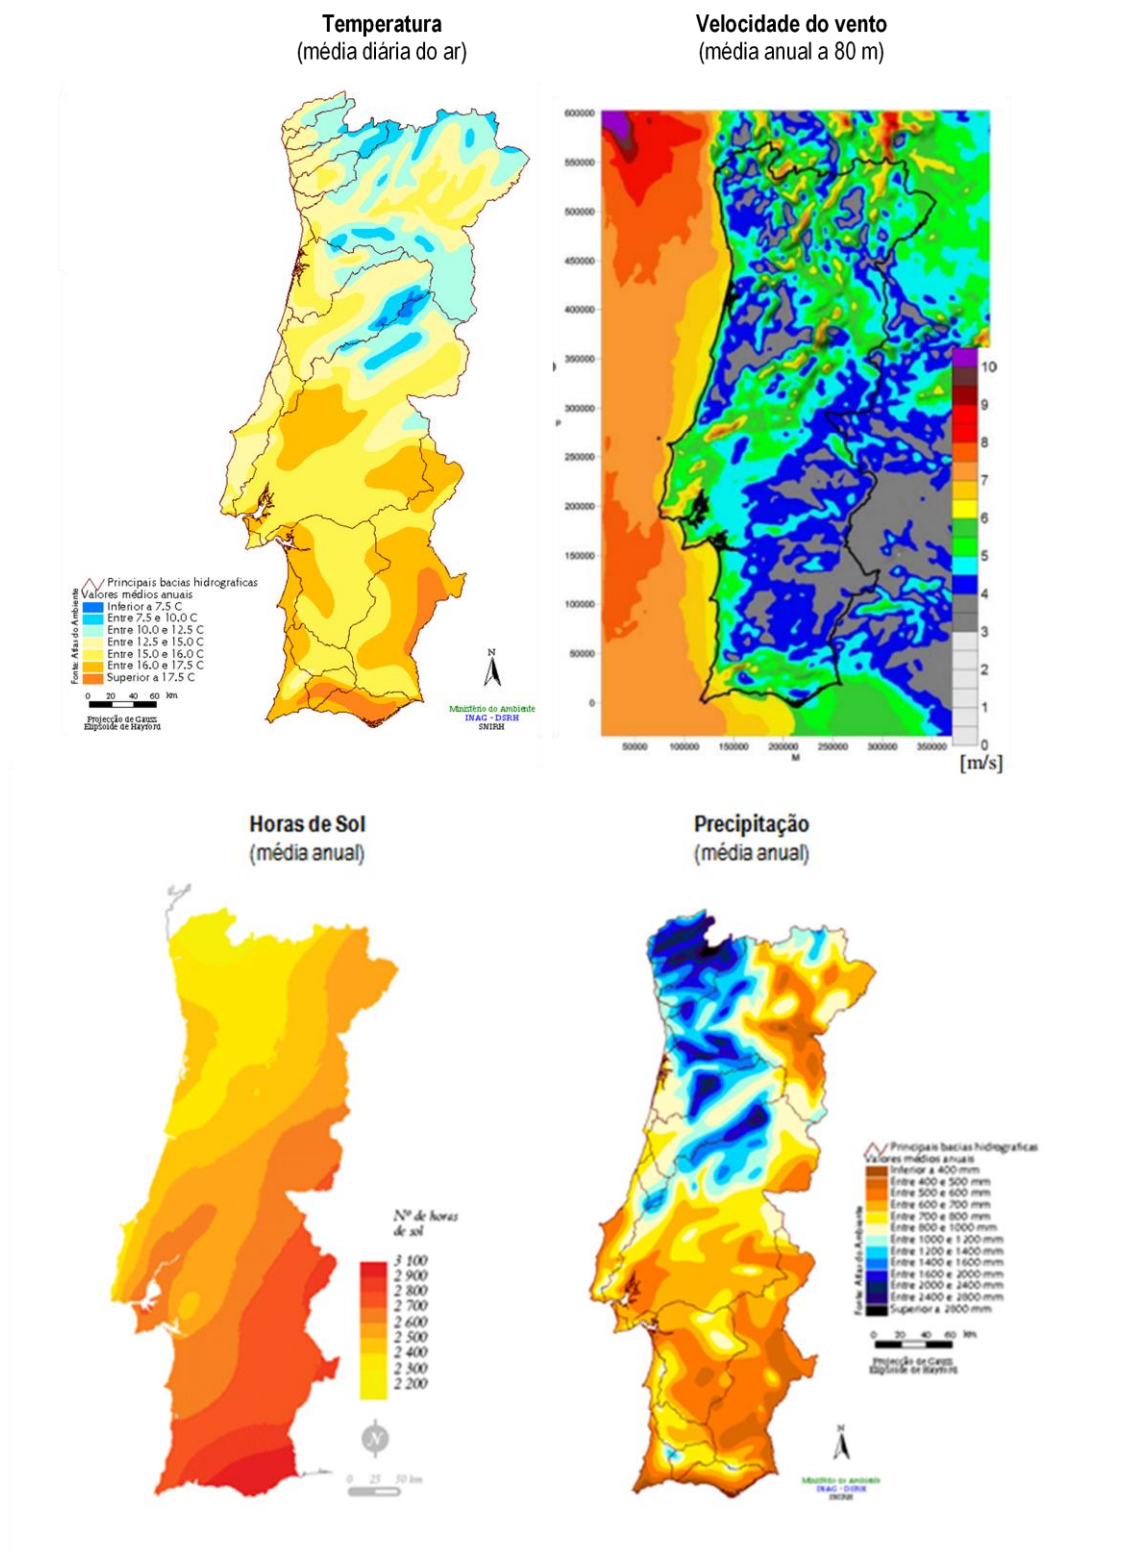 Temperatura
(média diária do ar)
Velocidade do vento
(média anual a 80 m)
Principais bacias hidrograficas
Valores médios anuais
Inferior a 7.5 C
Entre 7.5 e 10.0 C
Entre 10.0 e 12.5 C
Entre 12.5 e 15.0 C
Entre 15.0 e 16.0 C
Entre 16.0 e 17.5 C
Superior a 17.5 C
Fonte: Atlas do Ambiente
0 20 40 60 km
Projecção de Gauss
Elipsoide de Hayford
N
Ministério do Ambiente
INAG - DSRH
SNIRH
600000
550000
500000
450000
400000
350000
300000
250000
200000
150000
100000
50000
0
50000 100000 150000 200000 250000 300000 350000
M
10
9
8
7
6
5
4
3
2
1
0
[m/s]
Horas de Sol
(média anual)
Precipitação
(média anual)
Nº de horas
de sol
3 100
2 900
2 800
2 700
2 600
2 500
2 400
2 300
2 200
N
0 25 50 km
Principais bacias hidrograficas
Valores médios anuais
Inferior a 400 mm
Entre 400 e 500 mm
Entre 500 e 600 mm
Entre 600 e 700 mm
Entre 700 e 800 mm
Entre 800 e 1000 mm
Entre 1000 e 1200 mm
Entre 1200 e 1400 mm
Entre 1400 e 1600 mm
Entre 1600 e 2000 mm
Entre 2000 e 2400 mm
Entre 2400 e 2800 mm
Superior a 2800 mm
Fonte: Atlas do Ambiente
0 20 40 60 km
Projecção de Gauss
Elipsoide de Hayford
N
Ministério do Ambiente
INAG - DSRH
SNIRH